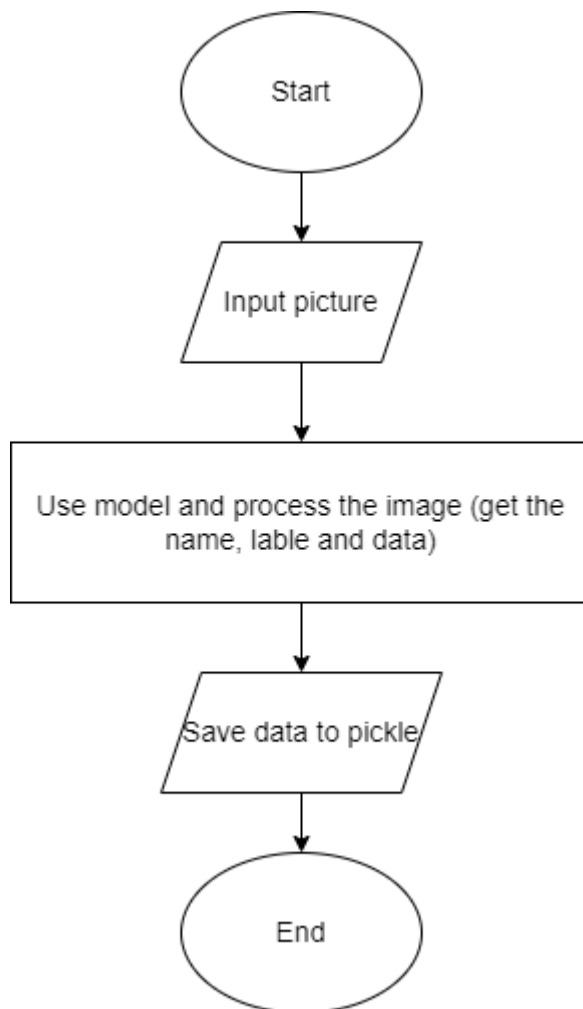 Start
Input picture
Use model and process the image (get the
name, lable and data)
Save data to pickle
End